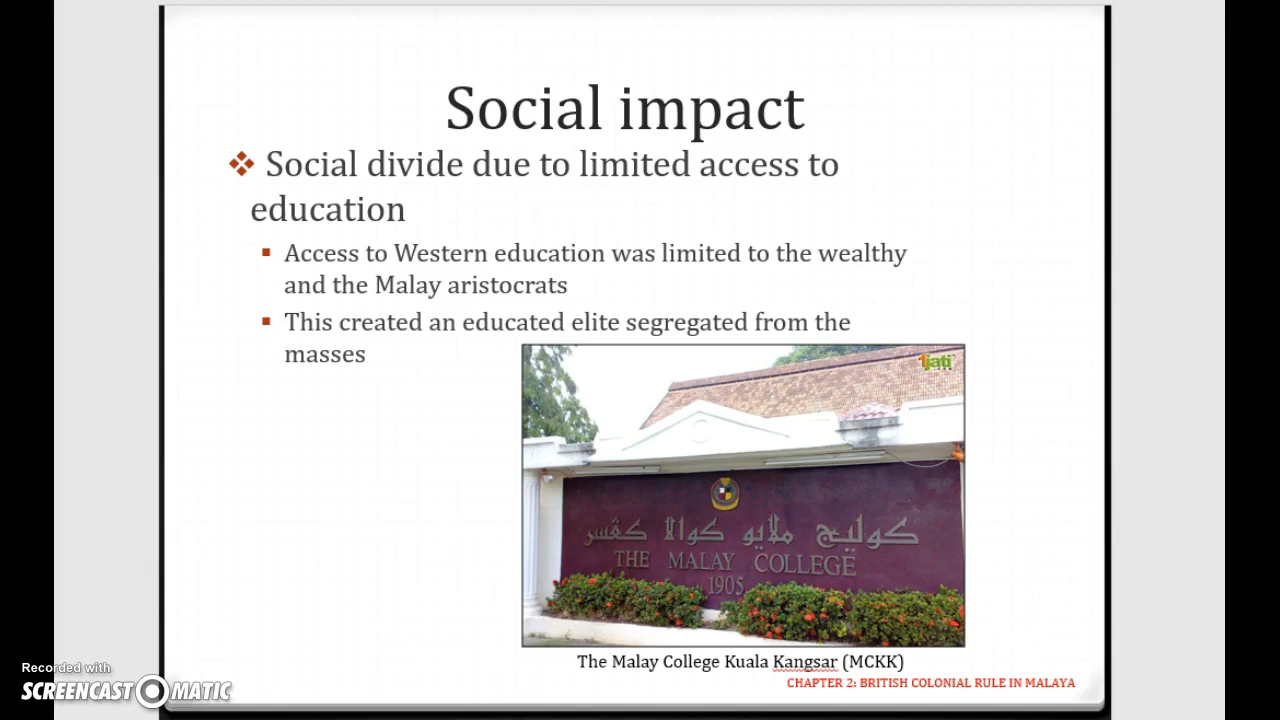 Social impact
Social divide due to limited access to
education
Access to Western education was limited to the wealthy
and the Malay aristocrats
This created an educated elite segregated from the
masses
1jati
كوليج ملايو كوالا كڠسر
THE MALAY COLLEGE
1905
The Malay College Kuala Kangsar (MCKK)
CHAPTER 2: BRITISH COLONIAL RULE IN MALAYA
Recorded with
SCREENCAST-O-MATIC